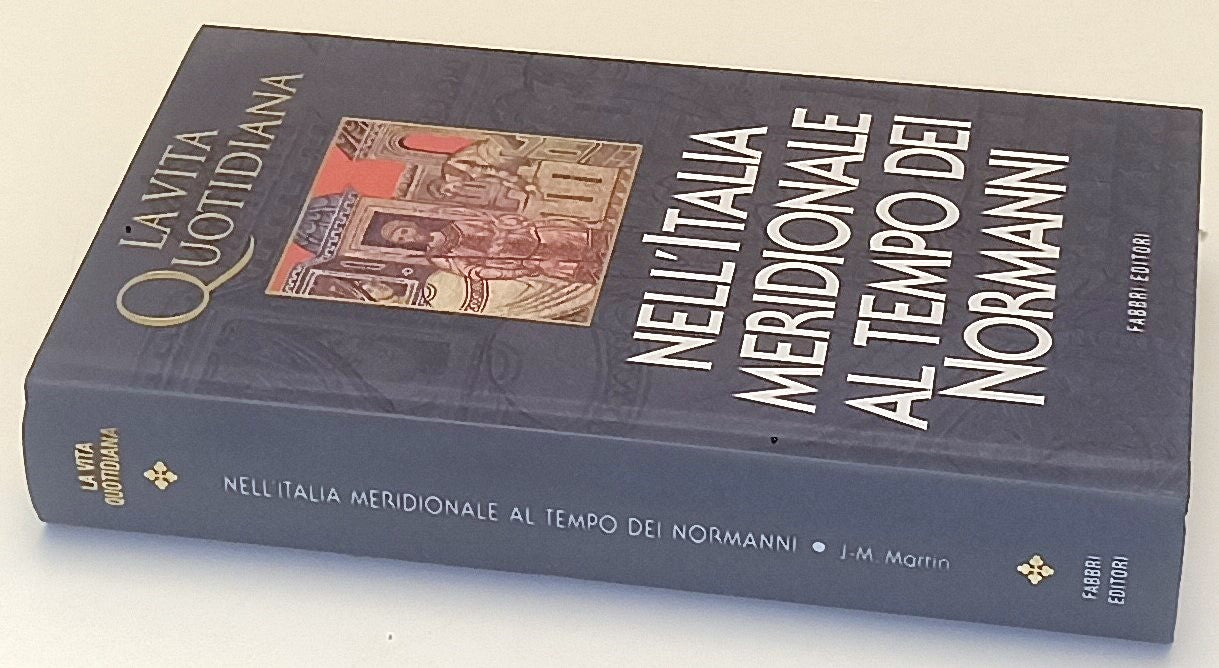 LA VITA
QUOTIDIANA
NELL'ITALIA
MERIDIONALE
AL TEMPO DEI
NORMANNI
FABBRI EDITORI
LA VITA
QUOTIDIANA
NELL'ITALIA MERIDIONALE AL TEMPO DEI NORMANNI • J-M. Martin
FABBRI
EDITORI